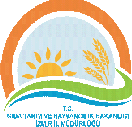 T.C.
GIDA TARIM VE HAYVANCILIK BAKANLIĞI
İZMİR İL MÜDÜRLÜĞÜ